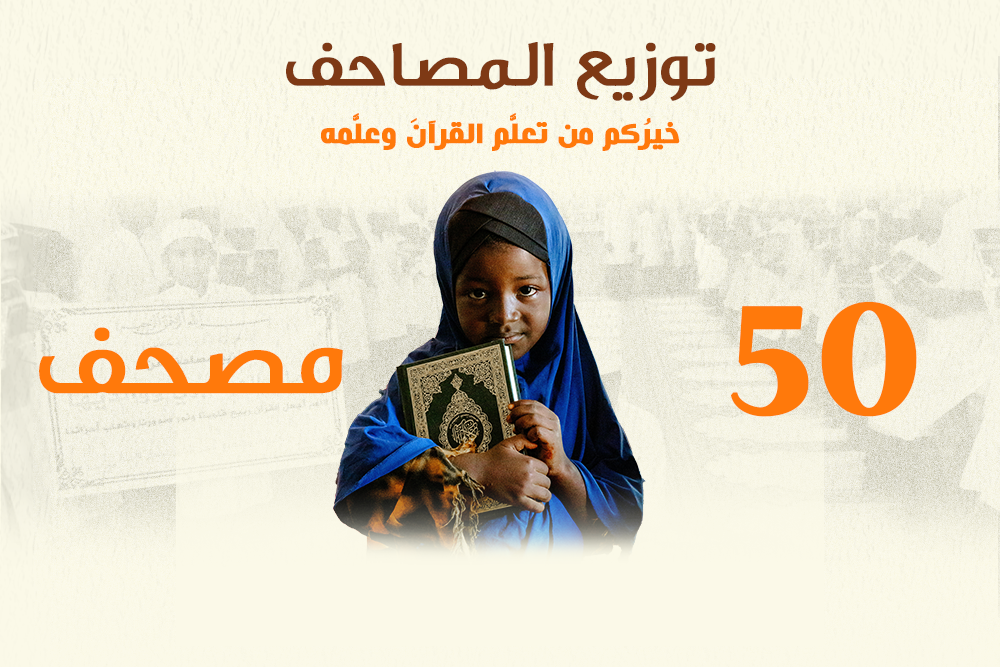 توزيع المصاحف
خيرُكم من تعلَّم القرآنَ وعلَّمه
50 مصحف